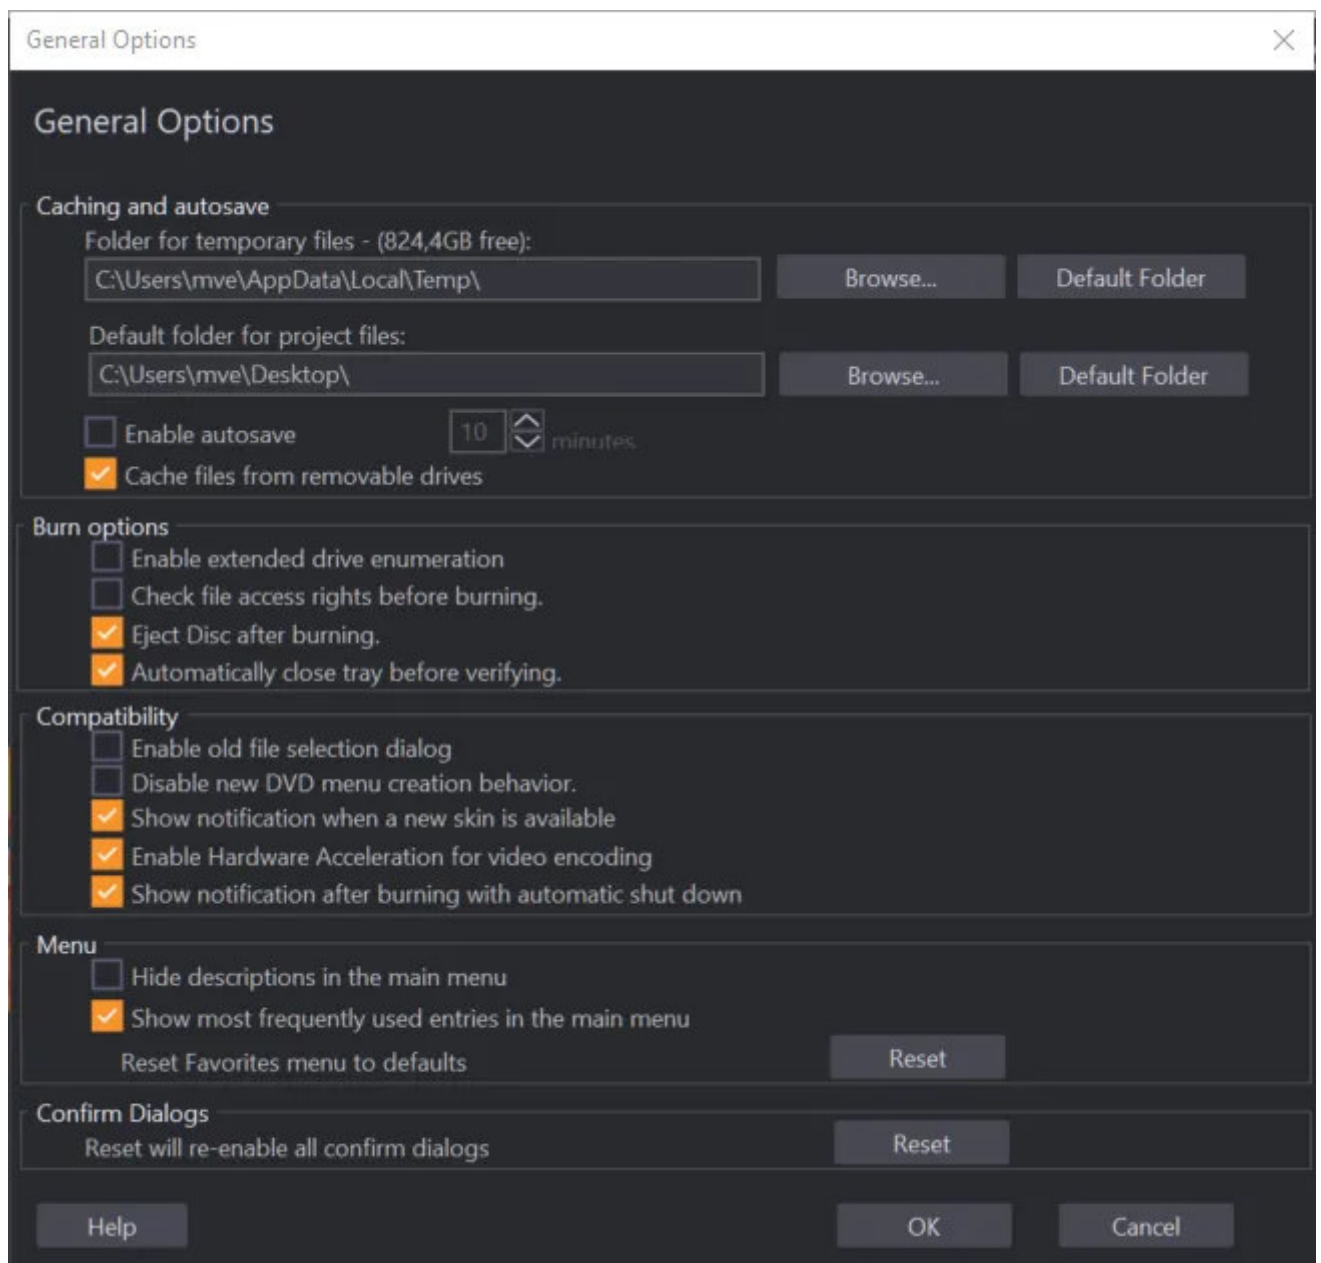 General Options
General Options
Caching and autosave
Folder for temporary files - (824,4GB free):
C:\Users\mve\AppData\Local\Temp\ Browse... Default Folder
Default folder for project files:
C:\Users\mve\Desktop\ Browse... Default Folder
Enable autosave 10 minutes
Cache files from removable drives
Burn options
Enable extended drive enumeration
Check file access rights before burning.
Eject Disc after burning.
Automatically close tray before verifying.
Compatibility
Enable old file selection dialog
Disable new DVD menu creation behavior.
Show notification when a new skin is available
Enable Hardware Acceleration for video encoding
Show notification after burning with automatic shut down
Menu
Hide descriptions in the main menu
Show most frequently used entries in the main menu
Reset Favorites menu to defaults Reset
Confirm Dialogs
Reset will re-enable all confirm dialogs Reset
Help OK Cancel